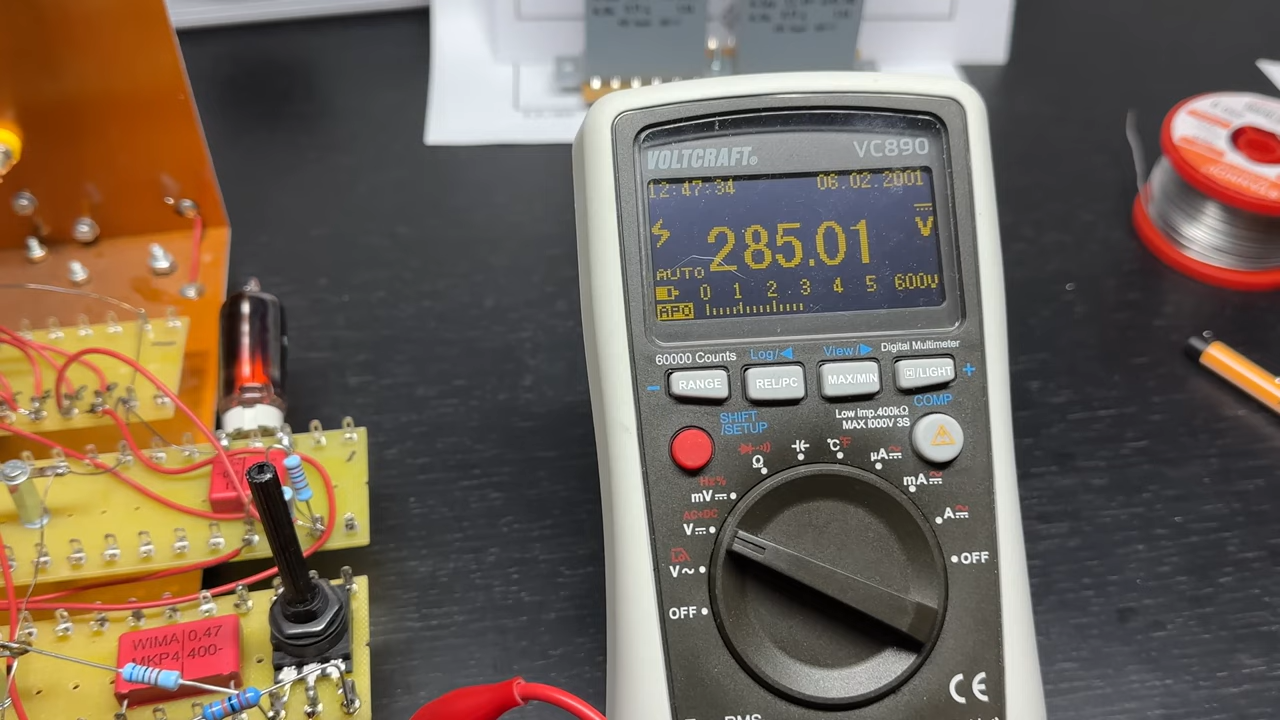 VOLTCRAFT® VC890
12:47:34 06.02.2001
V
285.01
AUTO
0 1 2 3 4 5 600V
APO
60000 Counts Log/◀ View/▶ Digital Multimeter
− RANGE REL/PC MAX/MIN H/LIGHT +
SHIFT
/SETUP
Low Imp.400kΩ
MAX 1000V 3S
COMP
Ω
°C°F
µA
Hz%
mV
mA
AC+DC
V
A
V~
OFF
OFF
WiMA 0,47
MKP4 400-
CE
RMS